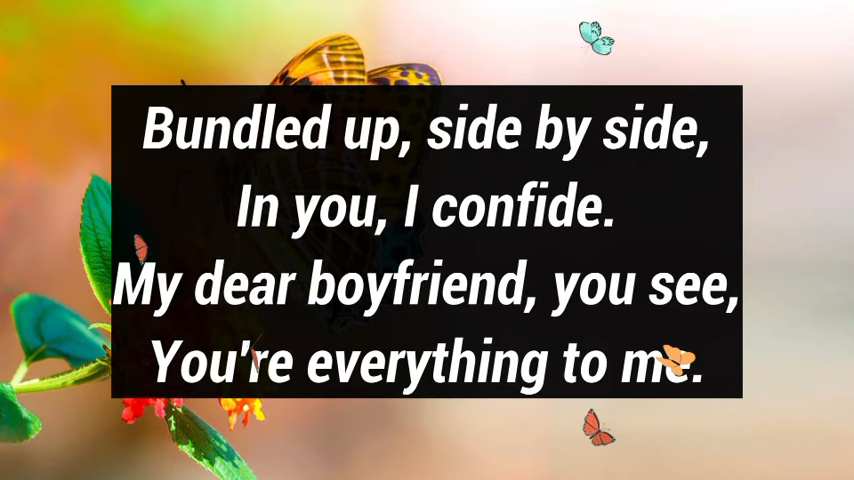 Bundled up, side by side,
In you, I confide.
My dear boyfriend, you see,
You're everything to me.